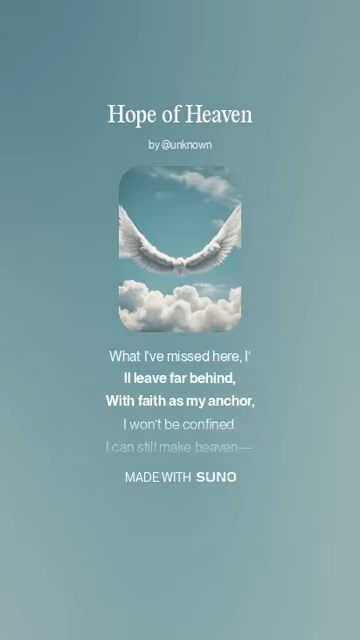 Hope of Heaven
by @unknown
What I've missed here, I'
ll leave far behind,
With faith as my anchor,
I won't be confined.
I can still make heaven—
MADE WITH SUNO